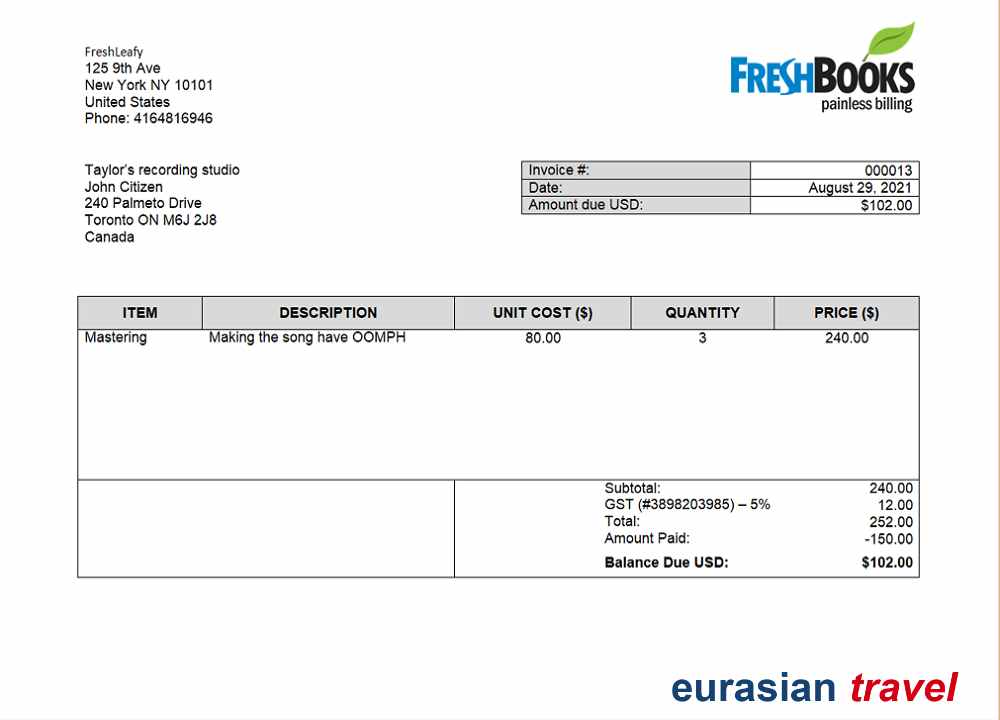 FreshLeafy
125 9th Ave
New York NY 10101
United States
Phone: 4164816946
FRESHBOOKS
painless billing
Taylor's recording studio
John Citizen
240 Palmeto Drive
Toronto ON M6J 2J8
Canada
Invoice #: 000013
Date: August 29, 2021
Amount due USD: $102.00
ITEM DESCRIPTION UNIT COST ($) QUANTITY PRICE ($)
Mastering Making the song have OOMPH 80.00 3 240.00
Subtotal: 240.00
GST (#3898203985) – 5% 12.00
Total: 252.00
Amount Paid: -150.00
Balance Due USD: $102.00
eurasian travel